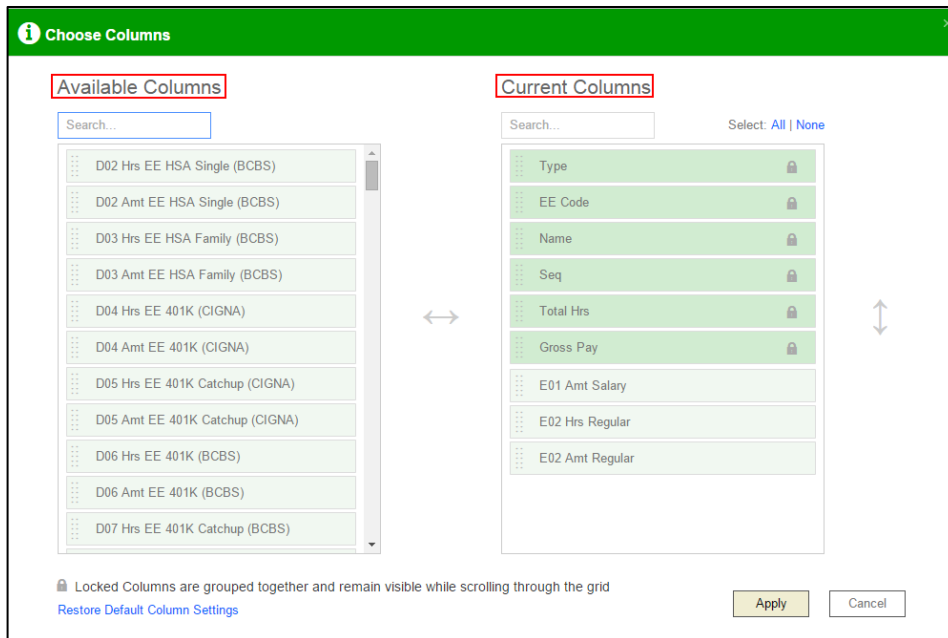 Choose Columns
Available Columns
Search...
D02 Hrs EE HSA Single (BCBS)
D02 Amt EE HSA Single (BCBS)
D03 Hrs EE HSA Family (BCBS)
D03 Amt EE HSA Family (BCBS)
D04 Hrs EE 401K (CIGNA)
D04 Amt EE 401K (CIGNA)
D05 Hrs EE 401K Catchup (CIGNA)
D05 Amt EE 401K Catchup (CIGNA)
D06 Hrs EE 401K (BCBS)
D06 Amt EE 401K (BCBS)
D07 Hrs EE 401K Catchup (BCBS)
Current Columns
Search...
Select: All | None
Type
EE Code
Name
Seq
Total Hrs
Gross Pay
E01 Amt Salary
E02 Hrs Regular
E02 Amt Regular
Locked Columns are grouped together and remain visible while scrolling through the grid
Restore Default Column Settings
Apply
Cancel